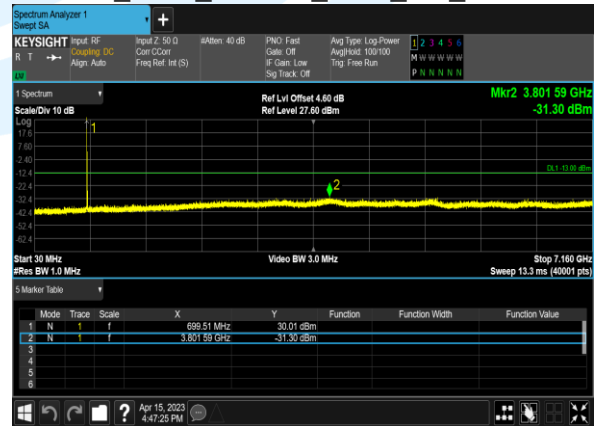 Spectrum Analyzer 1
Swept SA
+
KEYSIGHT Input: RF Input Z: 50 Ω #Atten: 40 dB PNO: Fast Avg Type: Log-Power 1 2 3 4 5 6
R T Coupling: DC Corr CCorr Gate: Off Avg|Hold: 100/100 M W W W W W
Align: Auto Freq Ref: Int (S) IF Gain: Low Trig: Free Run
LW Sig Track: Off P N N N N N
1 Spectrum Ref Lvl Offset 4.60 dB Mkr2 3.801 59 GHz
Scale/Div 10 dB Ref Level 27.60 dBm -31.30 dBm
Log
17.6
1
7.60
-2.40
-12.4 DL1 -13.00 dBm
-22.4 2
-32.4
-42.4
-52.4
-62.4
Start 30 MHz Video BW 3.0 MHz Stop 7.160 GHz
#Res BW 1.0 MHz Sweep 13.3 ms (40001 pts)
5 Marker Table
Mode Trace Scale X Y Function Function Width Function Value
1 N 1 f 699.51 MHz 30.01 dBm
2 N 1 f 3.801 59 GHz -31.30 dBm
3
4
5
6
? Apr 15, 2023
4:47:25 PM